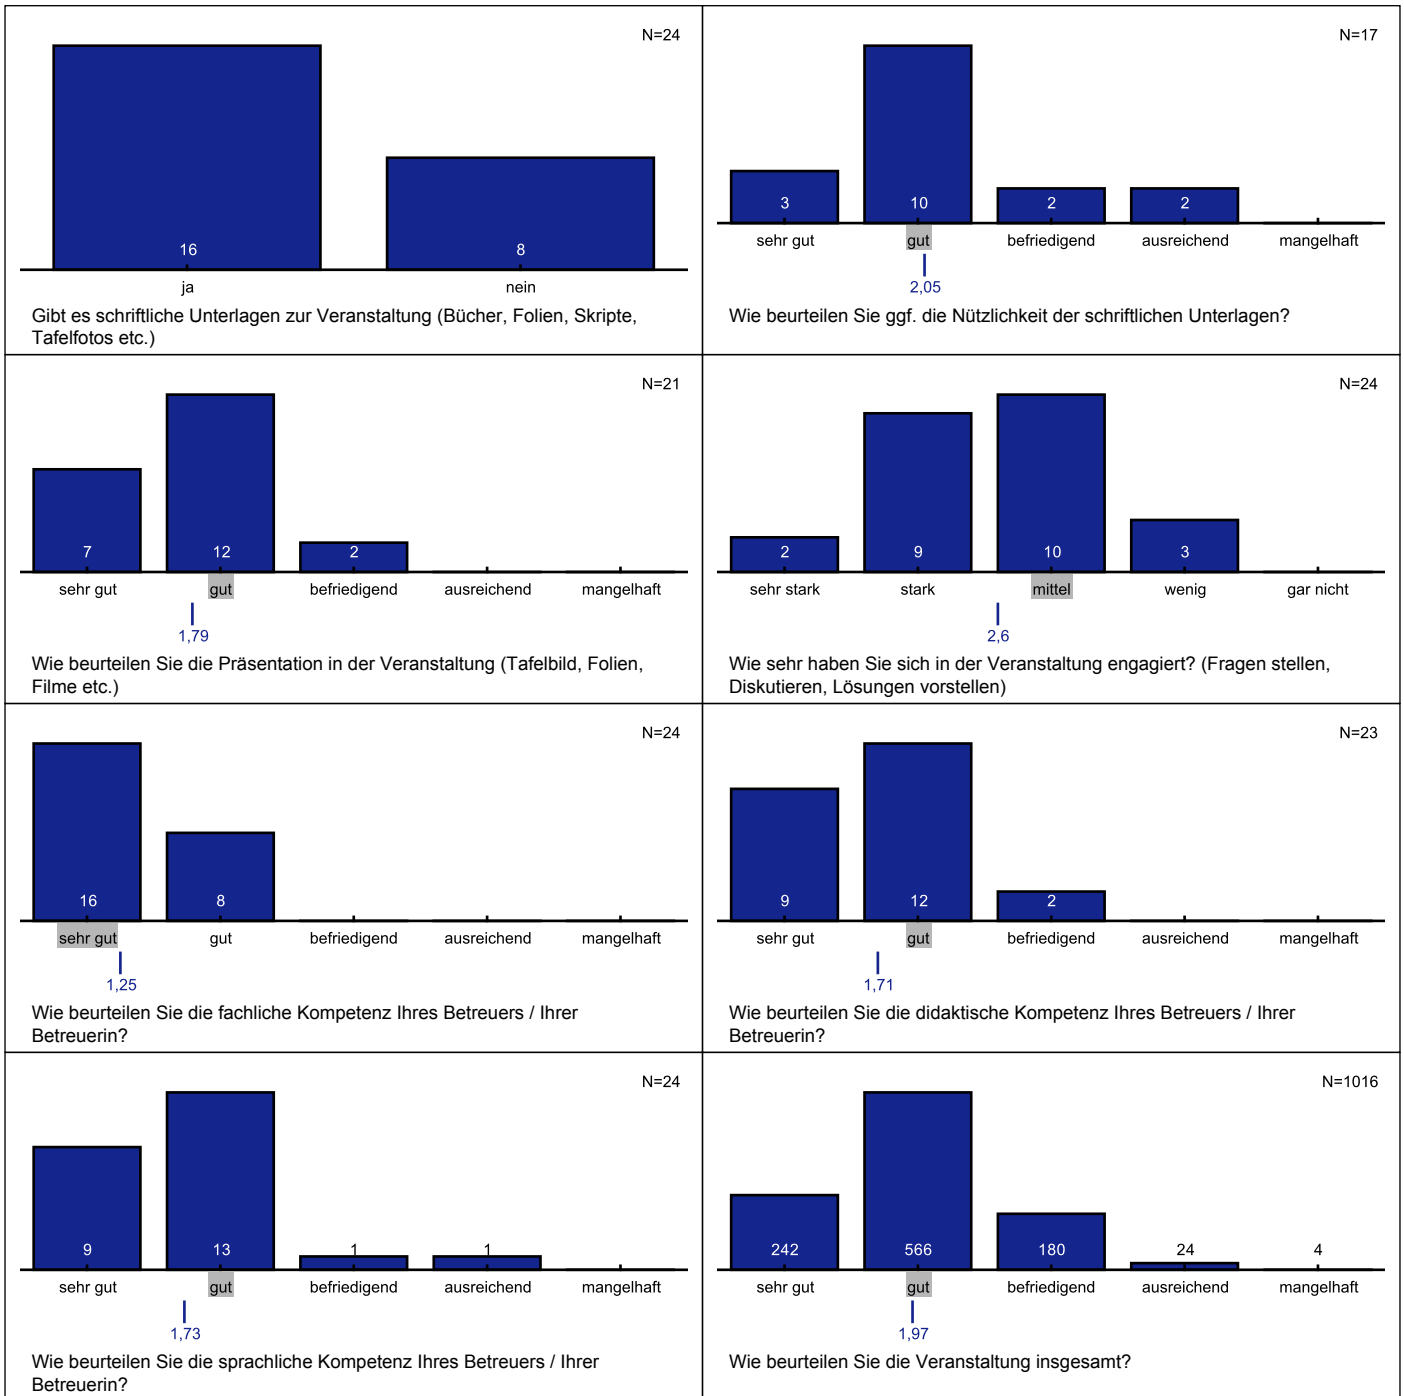 N=24
16
8
ja
nein
Gibt es schriftliche Unterlagen zur Veranstaltung (Bücher, Folien, Skripte,
Tafelfotos etc.)
N=17
3
10
2
2
sehr gut
gut
befriedigend
ausreichend
mangelhaft
2,05
Wie beurteilen Sie ggf. die Nützlichkeit der schriftlichen Unterlagen?
N=21
7
12
2
sehr gut
gut
befriedigend
ausreichend
mangelhaft
1,79
Wie beurteilen Sie die Präsentation in der Veranstaltung (Tafelbild, Folien,
Filme etc.)
N=24
2
9
10
3
sehr stark
stark
mittel
wenig
gar nicht
2,6
Wie sehr haben Sie sich in der Veranstaltung engagiert? (Fragen stellen,
Diskutieren, Lösungen vorstellen)
N=24
16
8
sehr gut
gut
befriedigend
ausreichend
mangelhaft
1,25
Wie beurteilen Sie die fachliche Kompetenz Ihres Betreuers / Ihrer
Betreuerin?
N=23
9
12
2
sehr gut
gut
befriedigend
ausreichend
mangelhaft
1,71
Wie beurteilen Sie die didaktische Kompetenz Ihres Betreuers / Ihrer
Betreuerin?
N=24
9
13
1
1
sehr gut
gut
befriedigend
ausreichend
mangelhaft
1,73
Wie beurteilen Sie die sprachliche Kompetenz Ihres Betreuers / Ihrer
Betreuerin?
N=1016
242
566
180
24
4
sehr gut
gut
befriedigend
ausreichend
mangelhaft
1,97
Wie beurteilen Sie die Veranstaltung insgesamt?